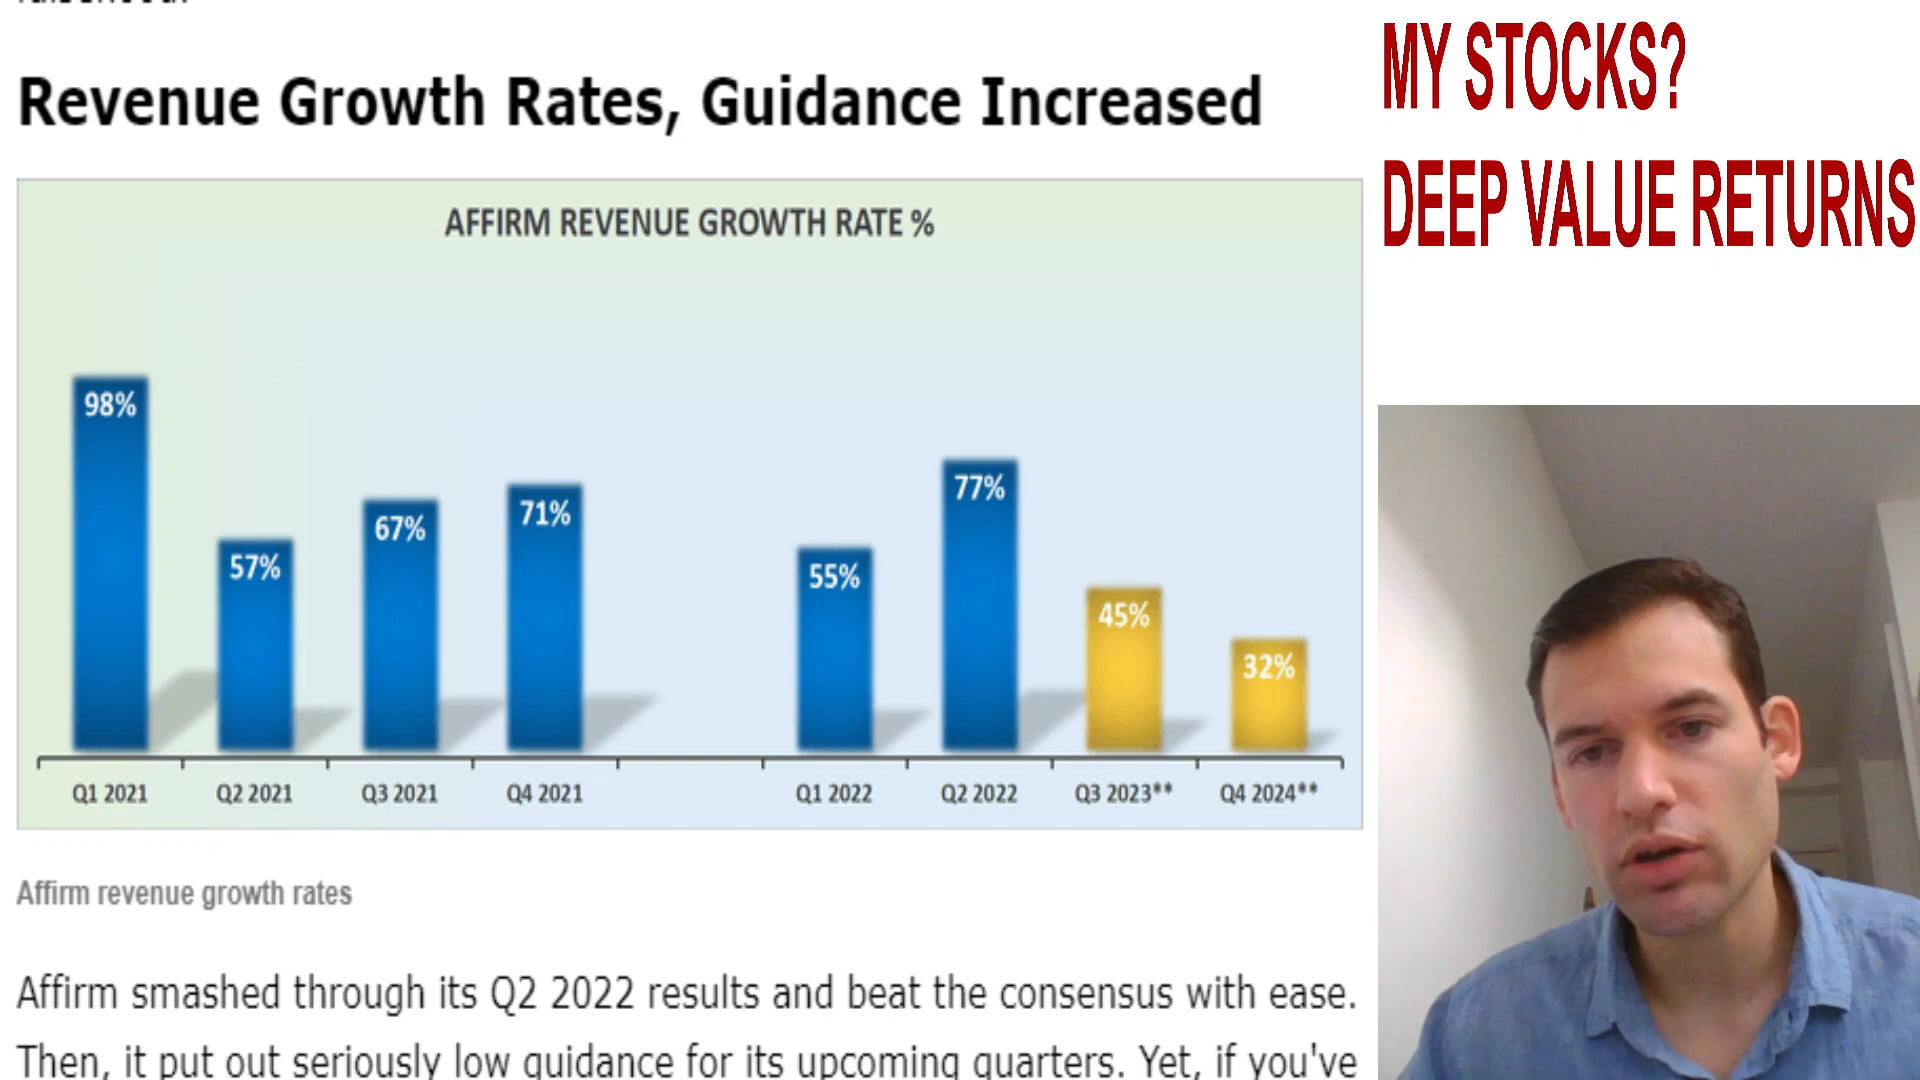 Revenue Growth Rates, Guidance Increased
AFFIRM REVENUE GROWTH RATE %
98%
57%
67%
71%
55%
77%
45%
32%
Q1 2021
Q2 2021
Q3 2021
Q4 2021
Q1 2022
Q2 2022
Q3 2023**
Q4 2024**
Affirm revenue growth rates
Affirm smashed through its Q2 2022 results and beat the consensus with ease.
Then, it put out seriously low guidance for its upcoming quarters. Yet, if you've
MY STOCKS?
DEEP VALUE RETURNS